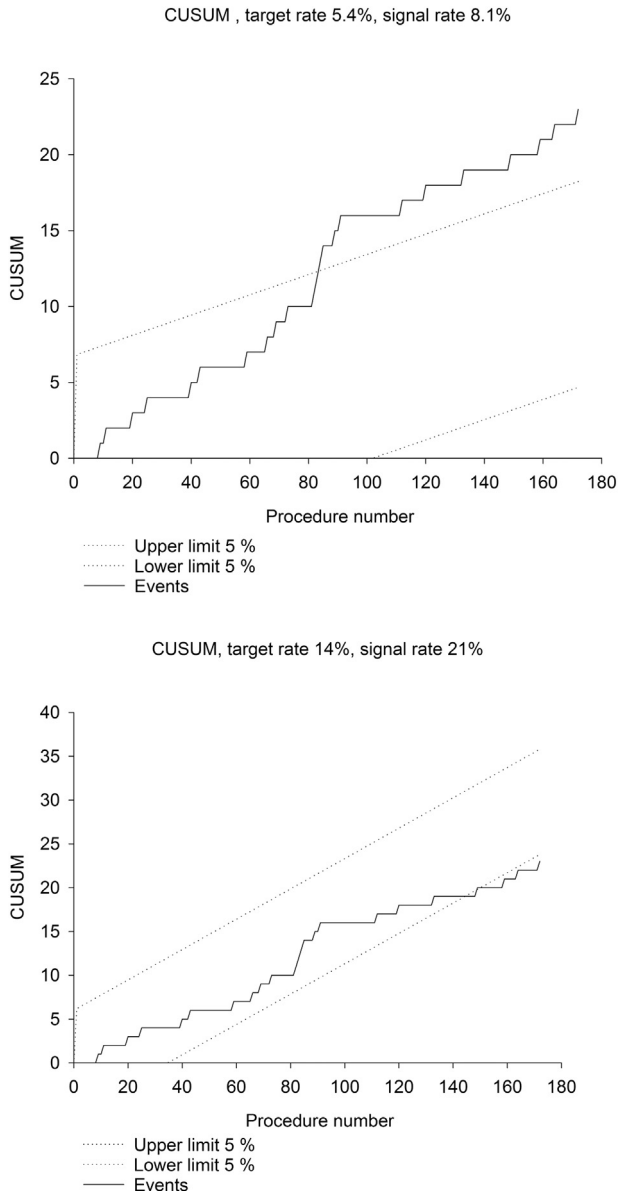 CUSUM , target rate 5.4%, signal rate 8.1%
25
20
15
10
5
0
CUSUM
0 20 40 60 80 100 120 140 160 180
Procedure number
Upper limit 5 %
Lower limit 5 %
Events
CUSUM, target rate 14%, signal rate 21%
40
35
30
25
20
15
10
5
0
CUSUM
0 20 40 60 80 100 120 140 160 180
Procedure number
Upper limit 5 %
Lower limit 5 %
Events